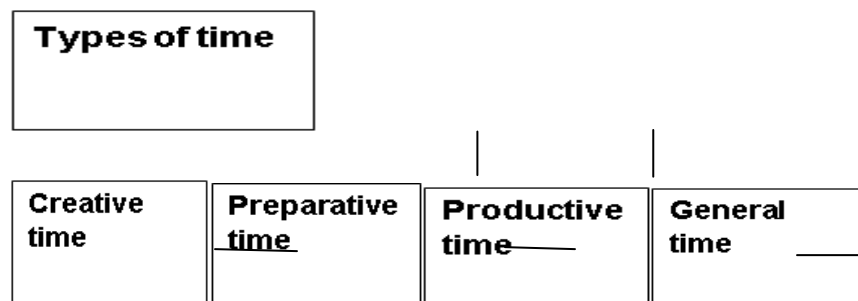 Types of time
Creative
time
Preparative
time
Productive
time
General
time